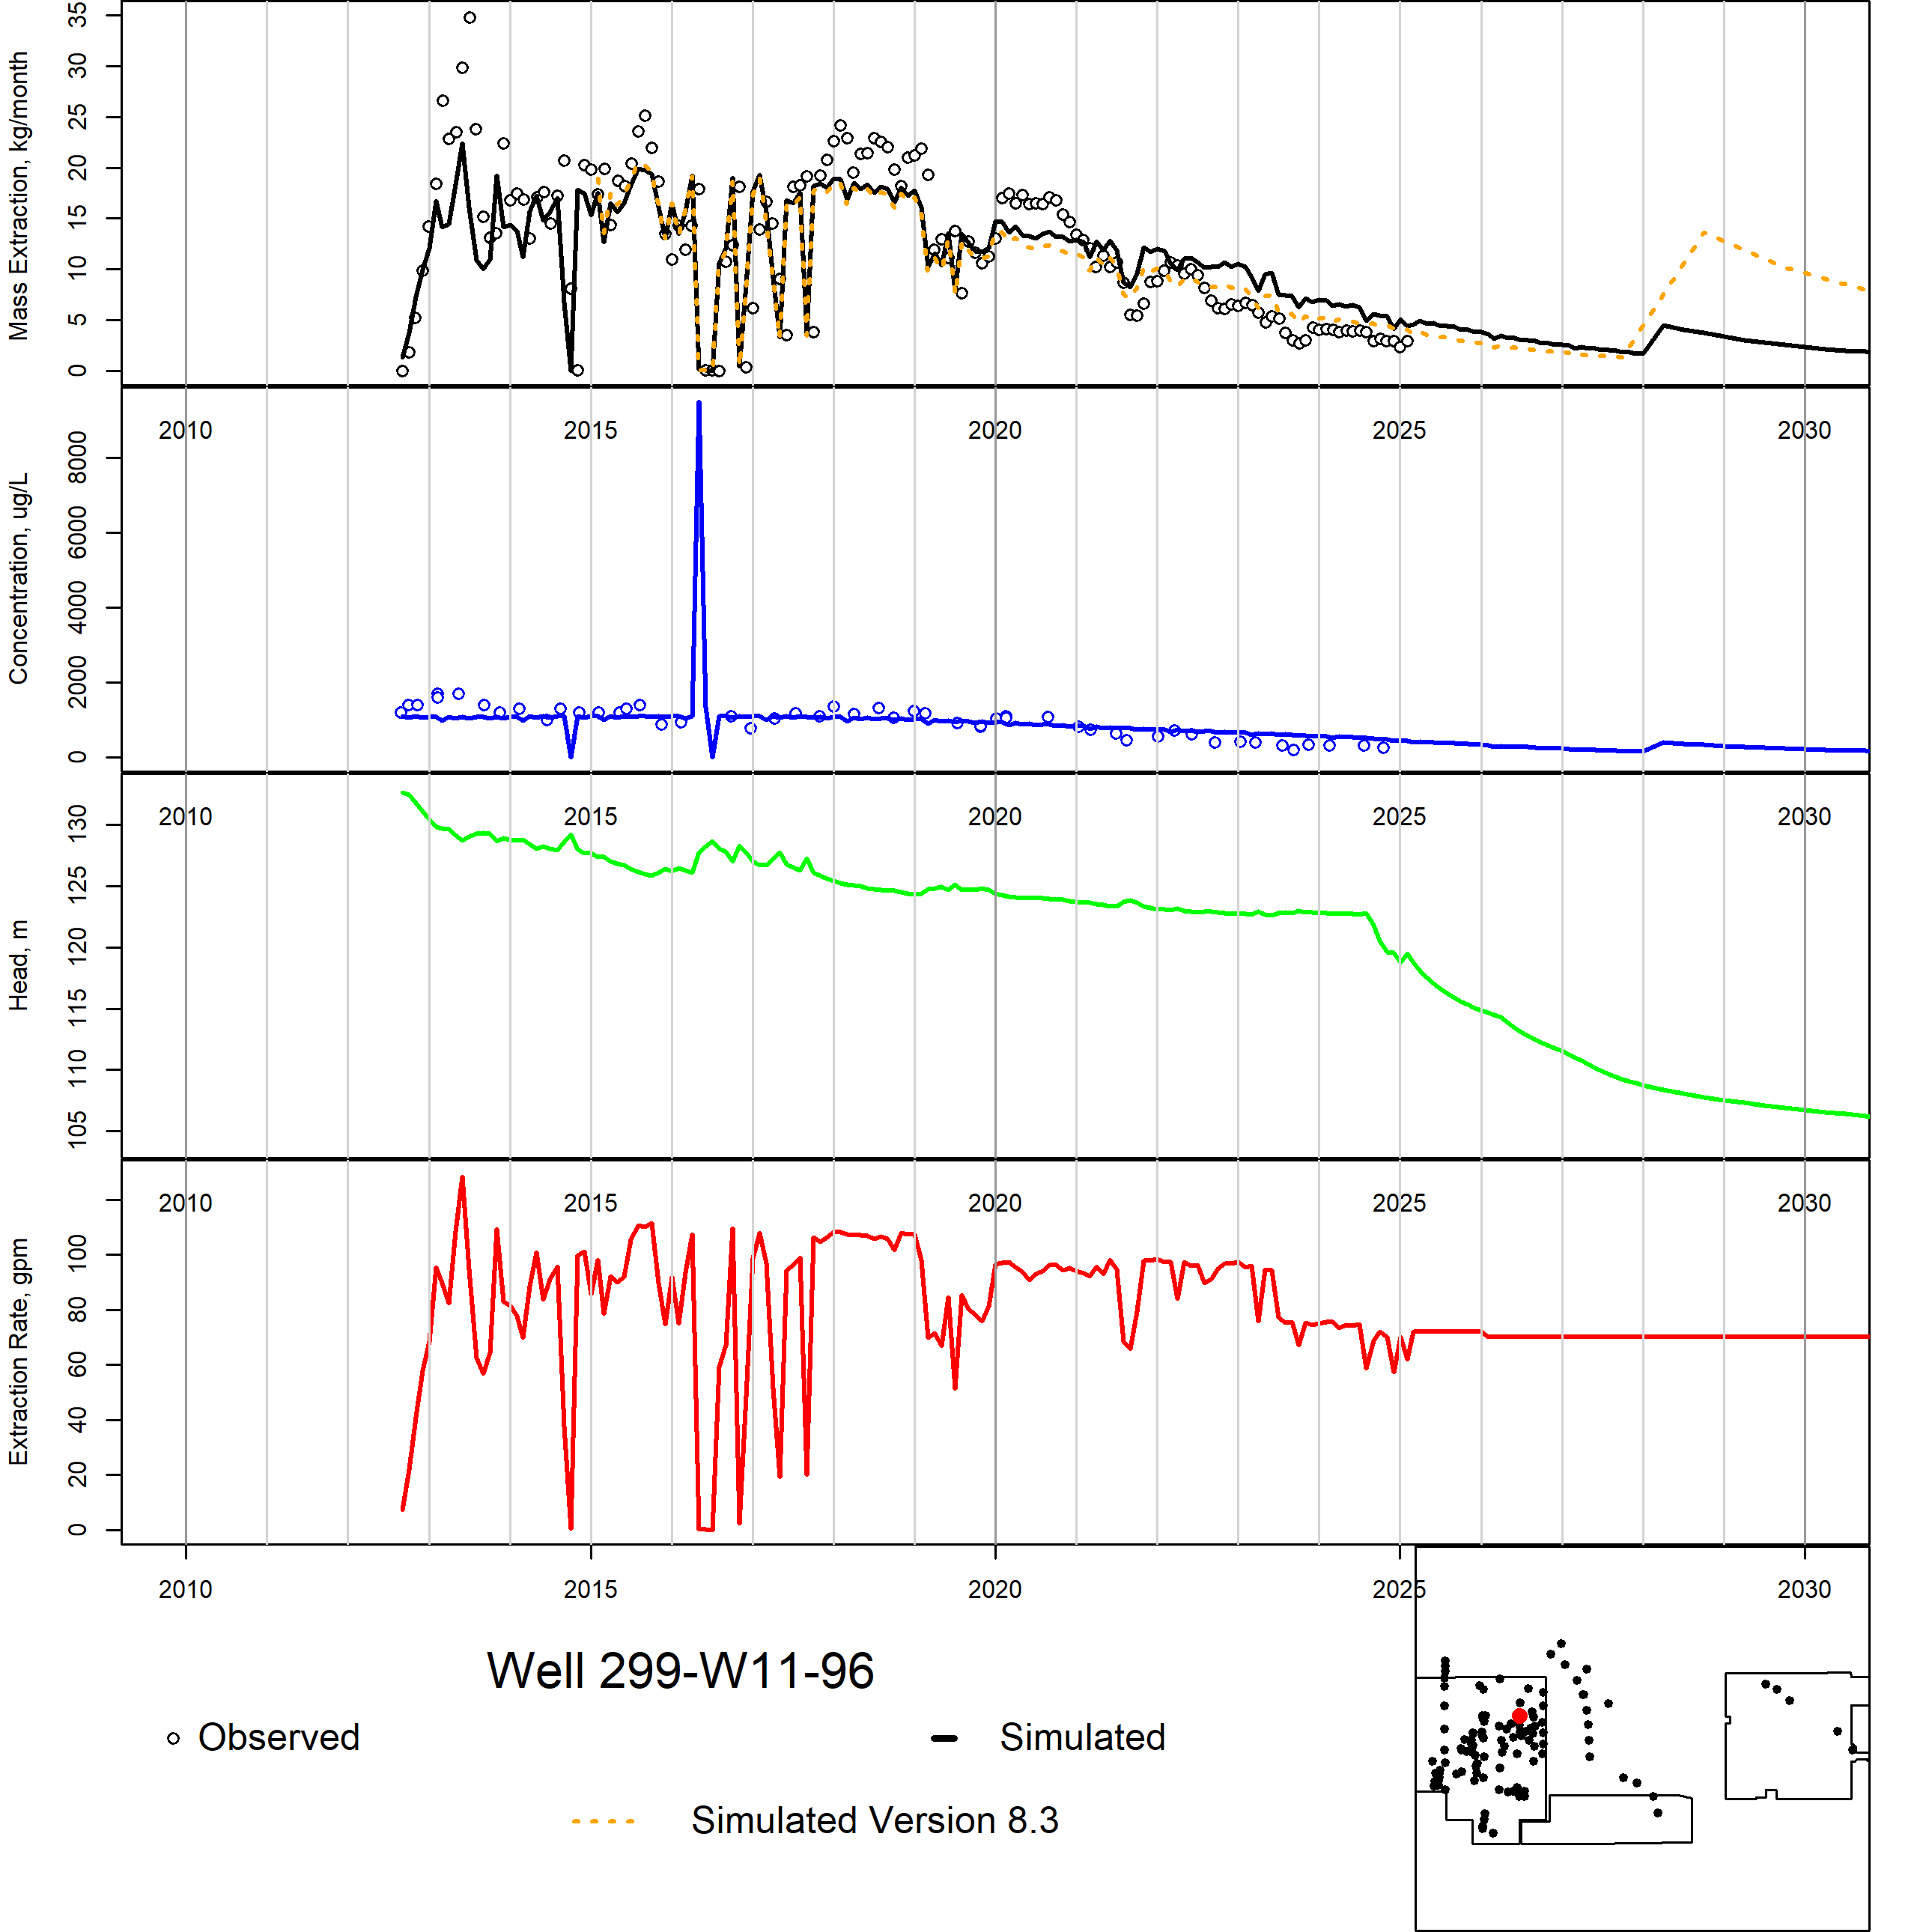 Mass Extraction, kg/month
35
30
25
20
15
10
5
0
2010 2015 2020 2025 2030
Concentration, ug/L
8000
6000
4000
2000
0
2010 2015 2020 2025 2030
Head, m
130
125
120
115
110
105
2010 2015 2020 2025 2030
Extraction Rate, gpm
100
80
60
40
20
0
2010 2015 2020 2025 2030
Well 299-W11-96
Observed Simulated
Simulated Version 8.3